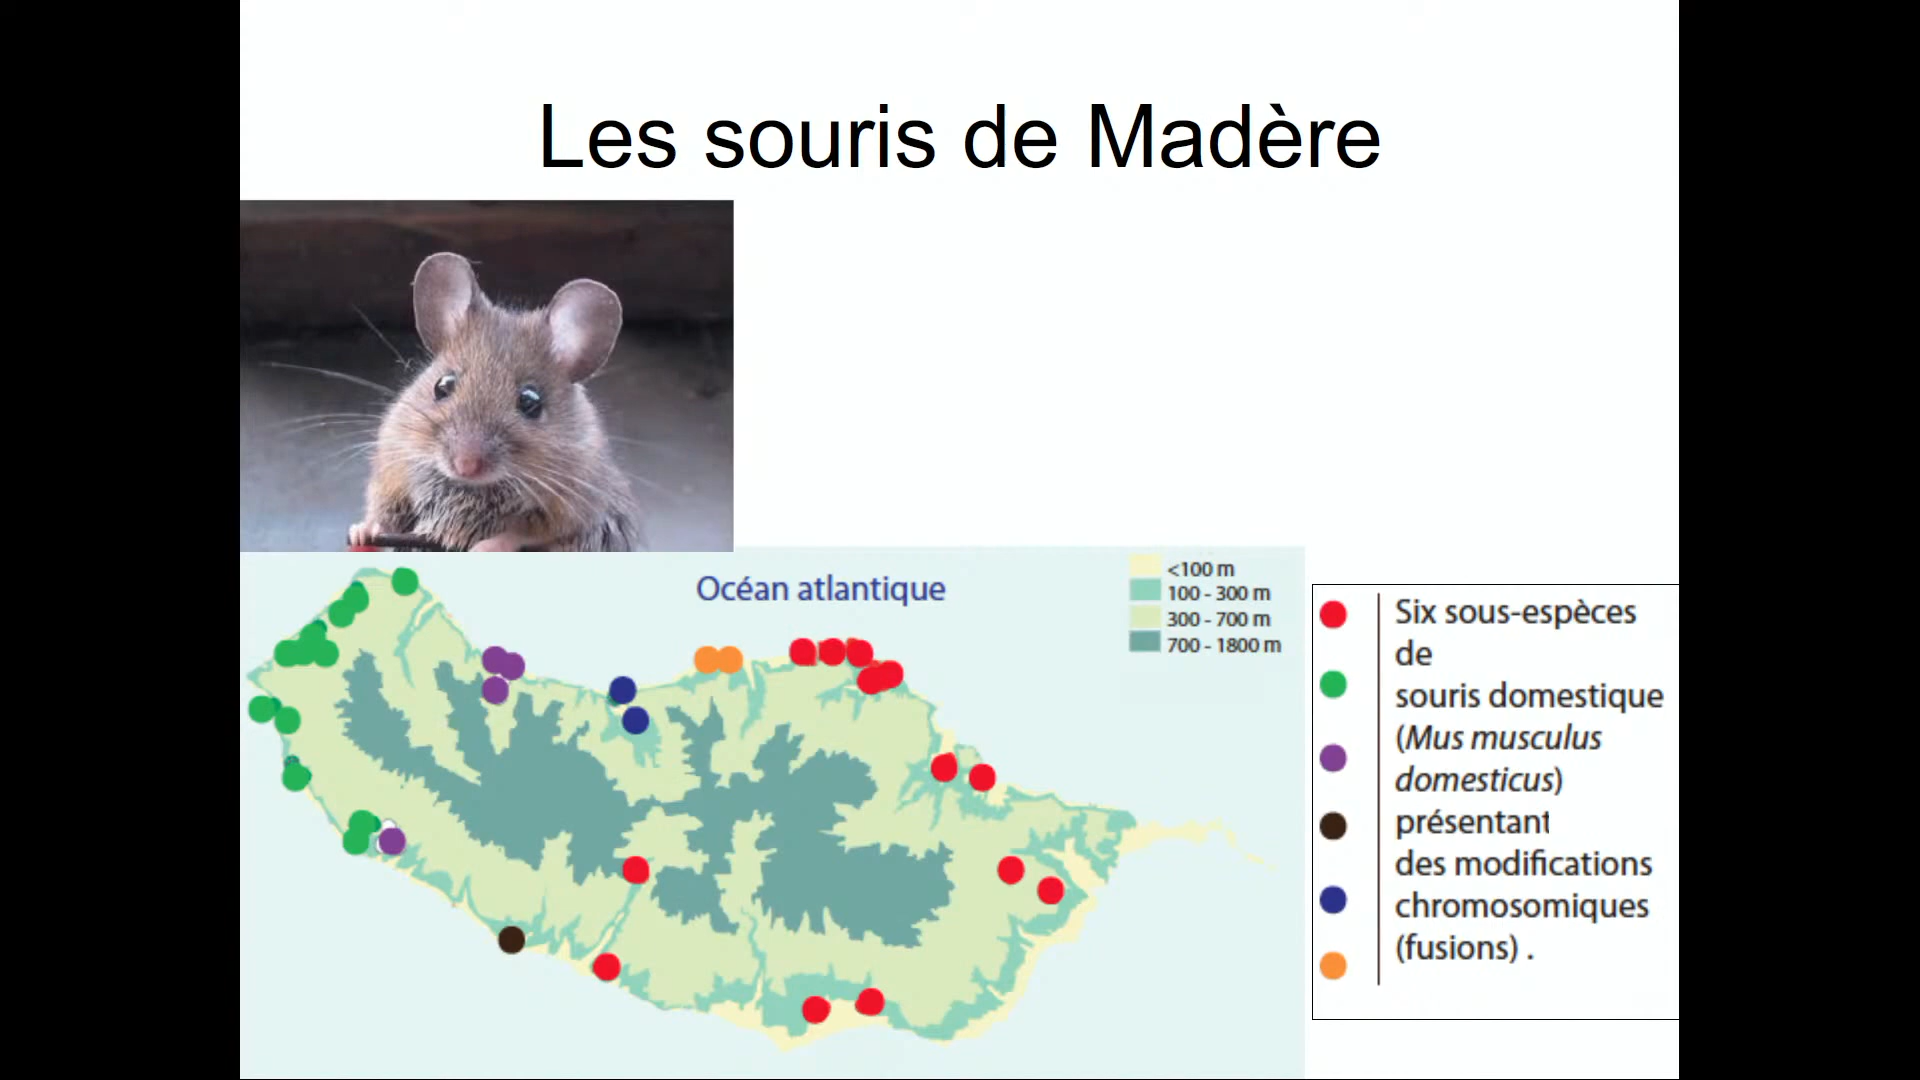 Les souris de Madère
Océan atlantique
<100 m
100 - 300 m
300 - 700 m
700 - 1800 m
Six sous-espèces
de
souris domestique
(Mus musculus
domesticus)
présentant
des modifications
chromosomiques
(fusions) .